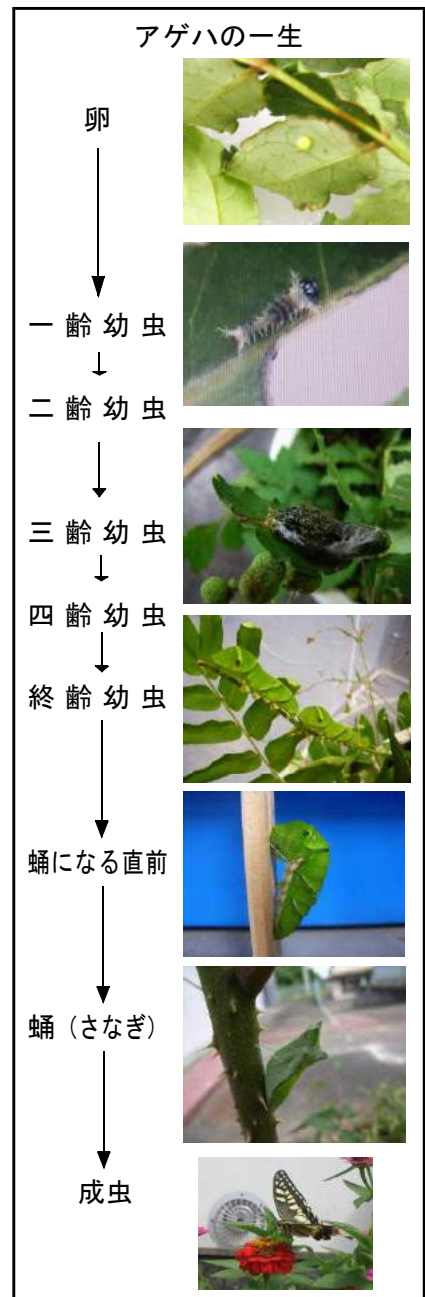 アゲハの一生
卵
一齢幼虫
二齢幼虫
三齢幼虫
四齢幼虫
終齢幼虫
蛹になる直前
蛹（さなぎ）
成虫